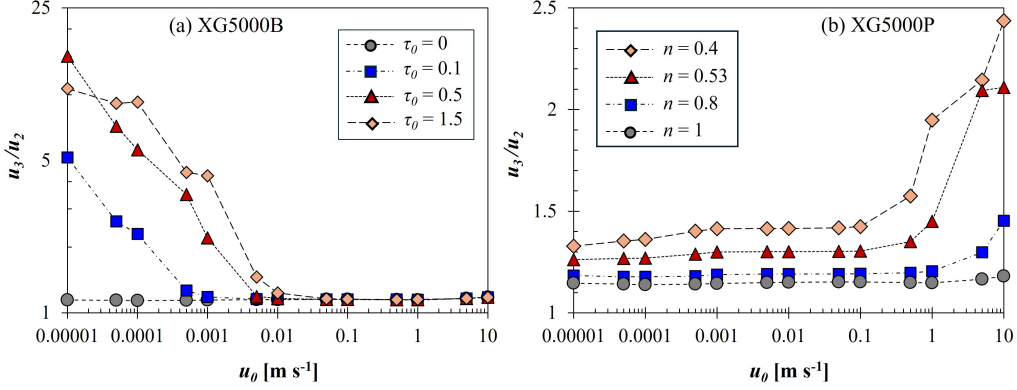 (a) XG5000B
25
5
1
u3/u2
τ0 = 0
τ0 = 0.1
τ0 = 0.5
τ0 = 1.5
0.00001 0.0001 0.001 0.01 0.1 1 10
u0 [m s-1]
(b) XG5000P
2.5
2
1.5
1
u3/u2
n = 0.4
n = 0.53
n = 0.8
n = 1
0.00001 0.0001 0.001 0.01 0.1 1 10
u0 [m s-1]